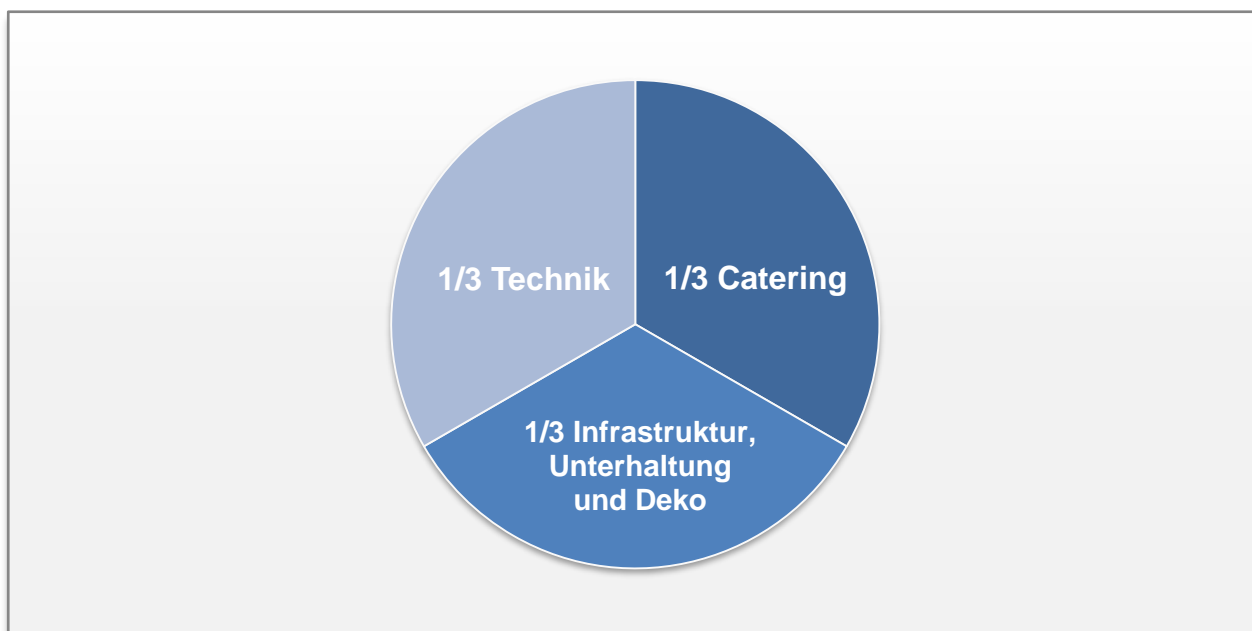 1/3 Technik
1/3 Catering
1/3 Infrastruktur,
Unterhaltung
und Deko